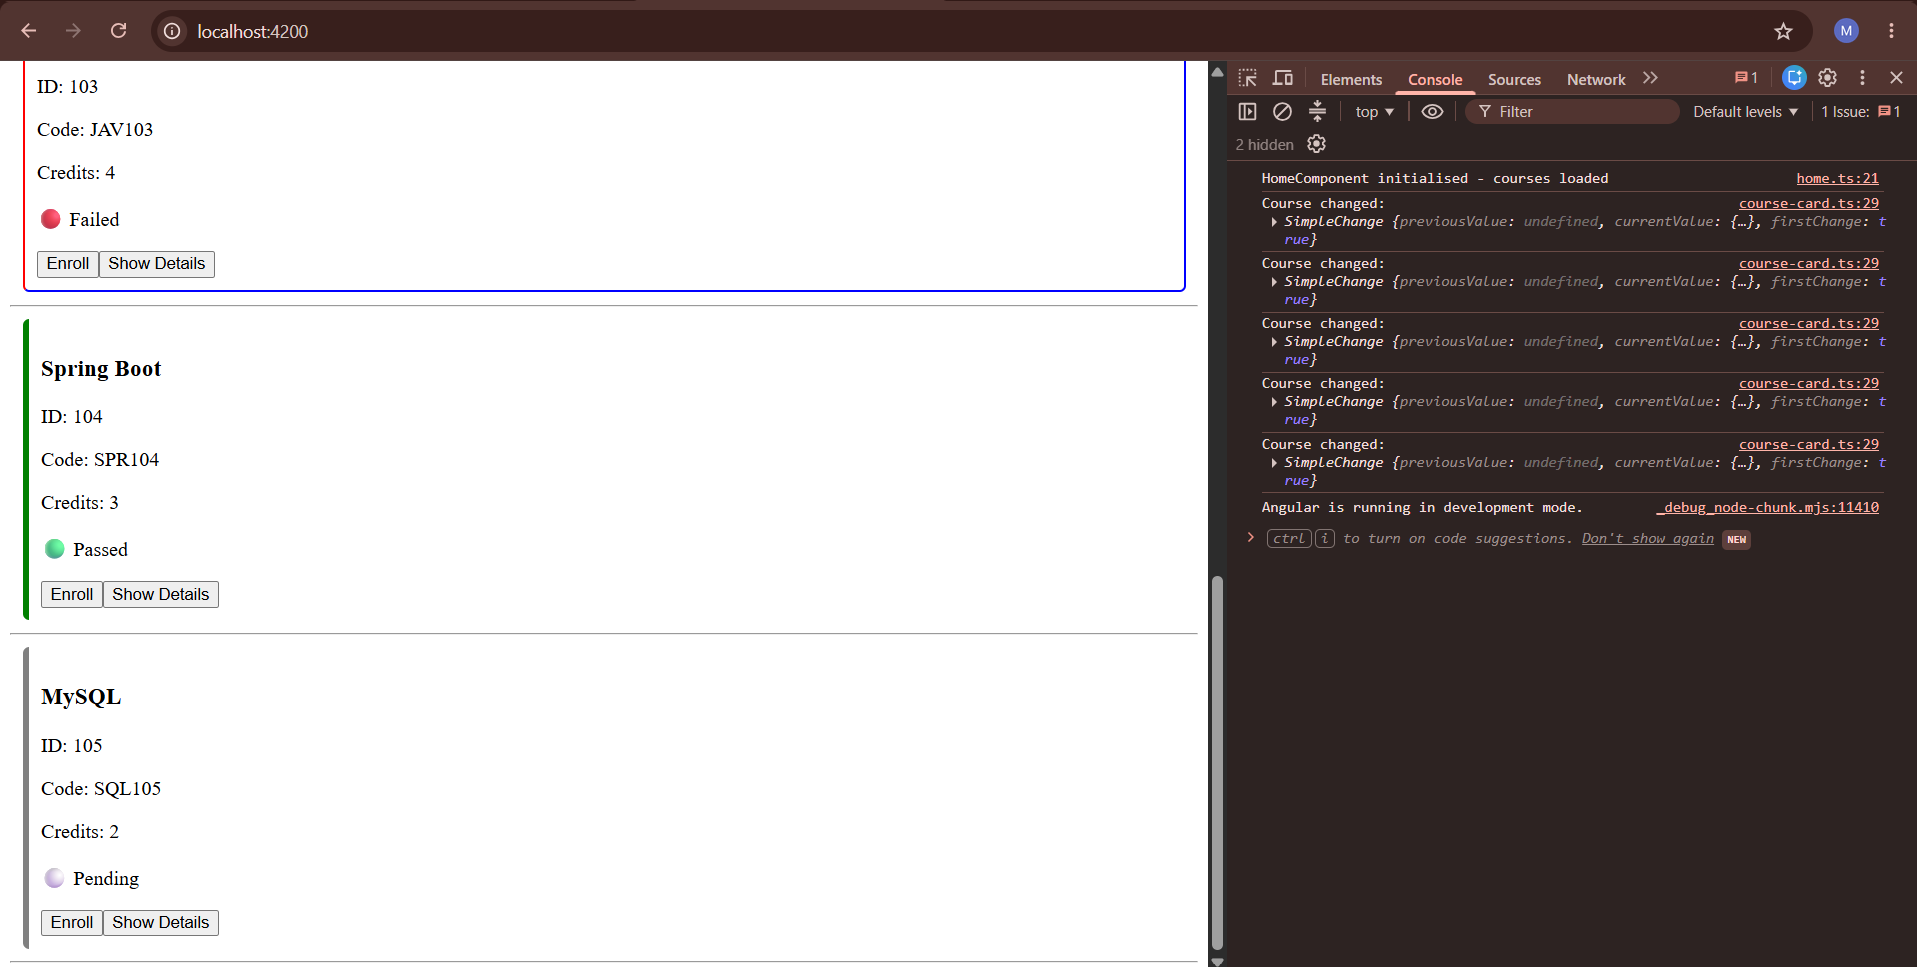 localhost:4200
M
ID: 103
Code: JAV103
Credits: 4
Failed
Enroll Show Details
Spring Boot
ID: 104
Code: SPR104
Credits: 3
Passed
Enroll Show Details
MySQL
ID: 105
Code: SQL105
Credits: 2
Pending
Enroll Show Details
Elements Console Sources Network 1
top Filter Default levels 1 Issue: 1
2 hidden
HomeComponent initialised - courses loaded home.ts:21
Course changed: course-card.ts:29
SimpleChange {previousValue: undefined, currentValue: {…}, firstChange: t
rue}
Course changed: course-card.ts:29
SimpleChange {previousValue: undefined, currentValue: {…}, firstChange: t
rue}
Course changed: course-card.ts:29
SimpleChange {previousValue: undefined, currentValue: {…}, firstChange: t
rue}
Course changed: course-card.ts:29
SimpleChange {previousValue: undefined, currentValue: {…}, firstChange: t
rue}
Course changed: course-card.ts:29
SimpleChange {previousValue: undefined, currentValue: {…}, firstChange: t
rue}
Angular is running in development mode. _debug_node-chunk.mjs:11410
ctrl i to turn on code suggestions. Don't show again NEW